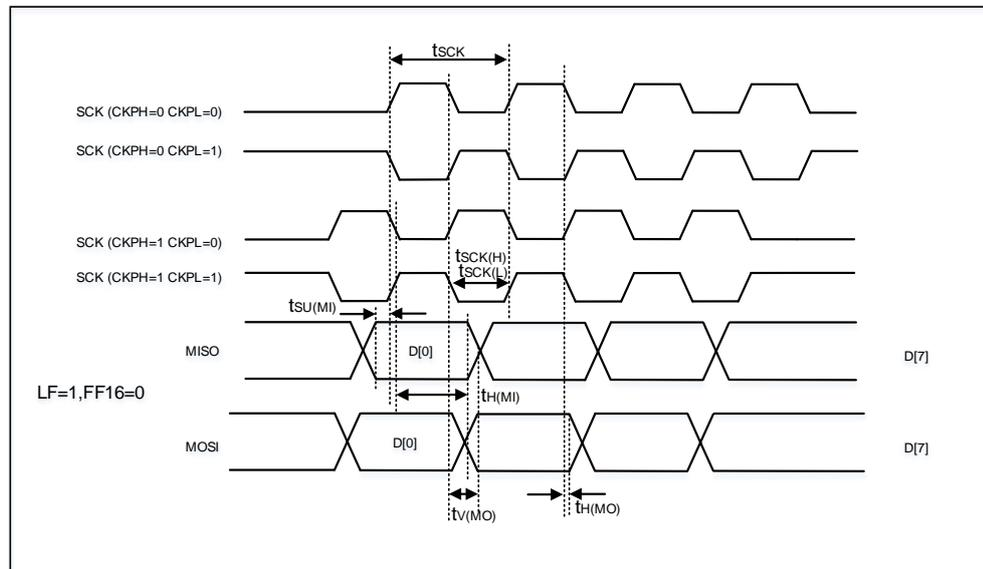 tSCK
SCK (CKPH=0 CKPL=0)
SCK (CKPH=0 CKPL=1)
SCK (CKPH=1 CKPL=0)
tSCK(H)
tSCK(L)
SCK (CKPH=1 CKPL=1)
tSU(MI)
MISO
D[0]
D[7]
LF=1,FF16=0
tH(MI)
MOSI
D[0]
D[7]
tV(MO)
tH(MO)